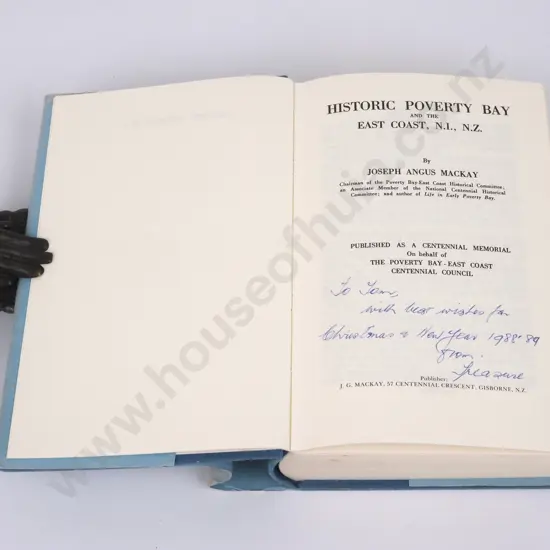 HISTORIC POVERTY BAY
AND THE
EAST COAST, N.I., N.Z.
By
JOSEPH ANGUS MACKAY
Chairman of the Poverty Bay-East Coast Historical Committee;
an Associate Member of the National Centennial Historical
Committee; and author of Life in Early Poverty Bay.
PUBLISHED AS A CENTENNIAL MEMORIAL
On behalf of
THE POVERTY BAY - EAST COAST
CENTENNIAL COUNCIL
To
with best wishes for
Christmas & New Year 1988-89
from
Publisher:
J. G. MACKAY, 57 CENTENNIAL CRESCENT, GISBORNE, N.Z.
www.houseofhuia.co.nz